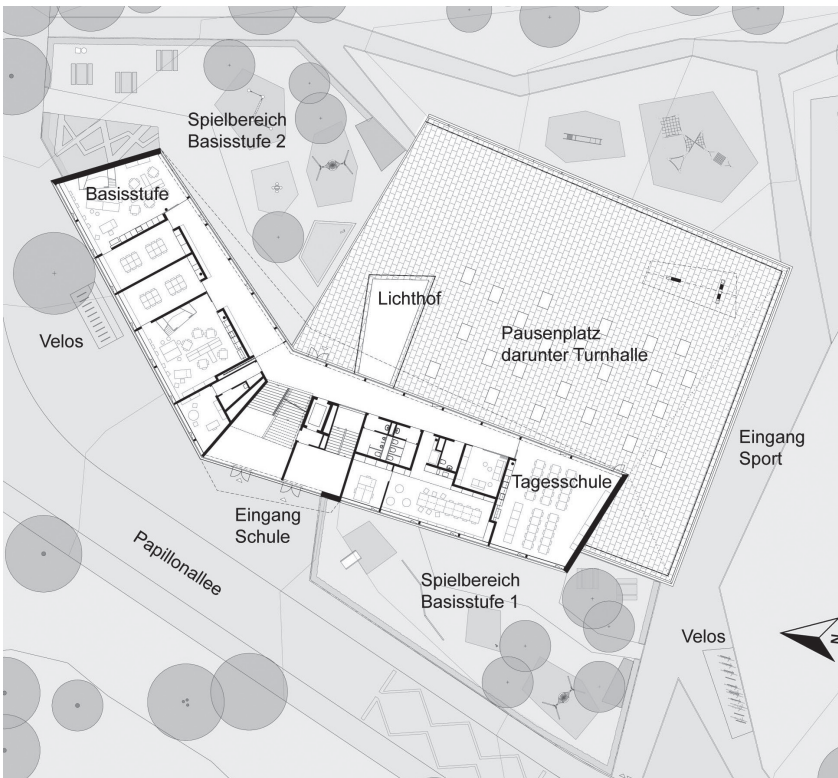 Spielbereich
Basisstufe 2
Basisstufe
Lichthof
Velos
Pausenplatz
darunter Turnhalle
Eingang
Sport
Tagesschule
Eingang
Schule
Papillonallee
Spielbereich
Basisstufe 1
Velos
N